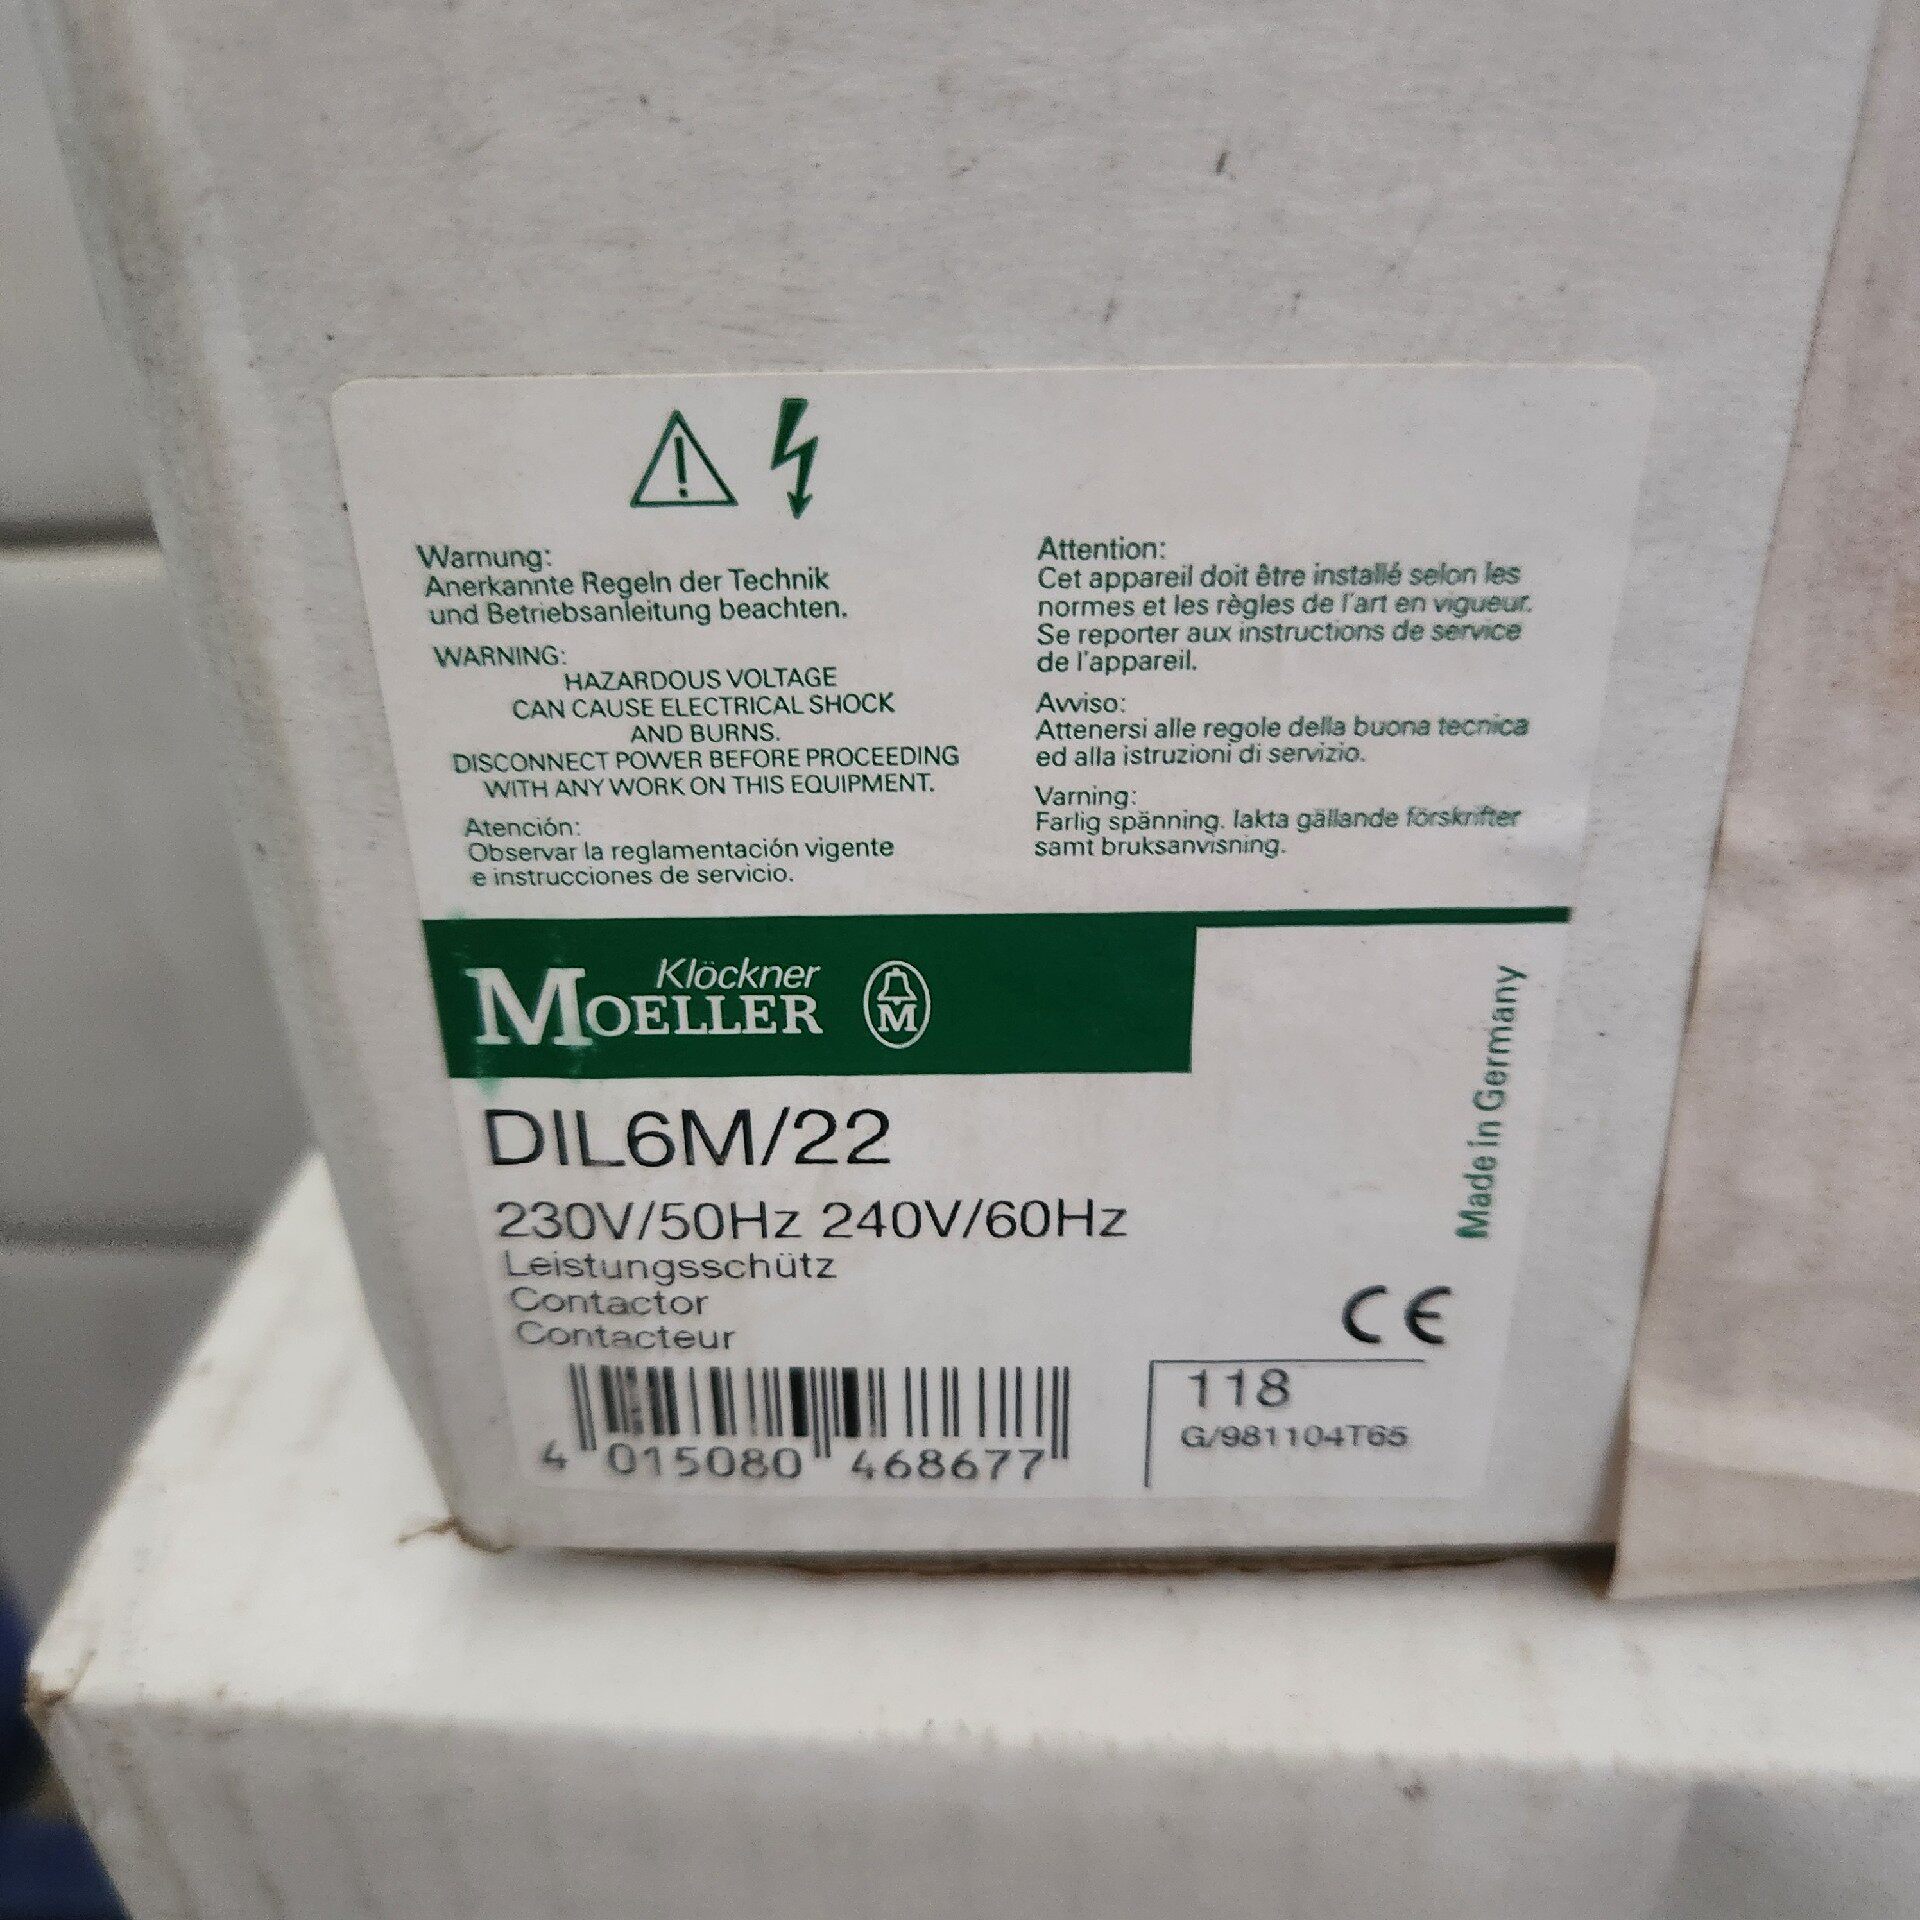 Warnung:
Anerkannte Regeln der Technik
und Betriebsanleitung beachten.
WARNING:
HAZARDOUS VOLTAGE
CAN CAUSE ELECTRICAL SHOCK
AND BURNS.
DISCONNECT POWER BEFORE PROCEEDING
WITH ANY WORK ON THIS EQUIPMENT.
Atención:
Observar la reglamentación vigente
e instrucciones de servicio.
Attention:
Cet appareil doit être installé selon les
normes et les règles de l'art en vigueur.
Se reporter aux instructions de service
de l'appareil.
Avviso:
Attenersi alle regole della buona tecnica
ed alla istruzioni di servizio.
Varning:
Farlig spänning. Iakta gällande förskrifter
samt bruksanvisning.
Klöckner
MOELLER
M
Made in Germany
DIL6M/22
230V/50Hz 240V/60Hz
Leistungsschütz
Contactor
Contacteur
CE
4 015080 468677
118
G/981104T65